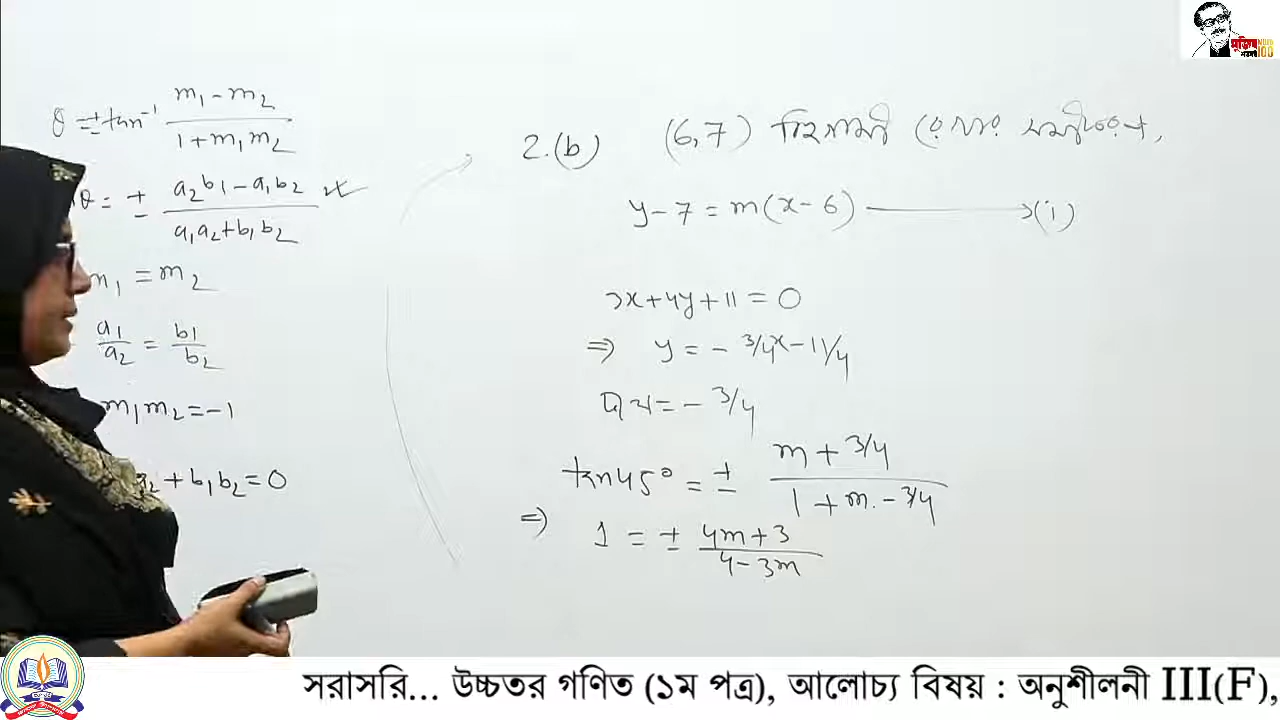 θ = ± tan⁻¹ (m₁ - m₂)/(1 + m₁m₂)
θ = ± (a₂b₁ - a₁b₂)/(a₁a₂ + b₁b₂)
m₁ = m₂
a₁/a₂ = b₁/b₂
m₁m₂ = -1
a₂ + b₁b₂ = 0
2.(b) (6,7) বিন্দুগামী রেখার সমীকরণ,
y - 7 = m(x - 6) ⟶ (i)
3x + 4y + 11 = 0
⇒ y = - 3/4x - 11/4
= - 3/4
tan 45° = ± (m + 3/4)/(1 + m. - 3/4)
⇒ 1 = ± (4m + 3)/(4 - 3m)
সরাসরি... উচ্চতর গণিত (১ম পত্র), আলোচ্য বিষয় : অনুশীলনী III(F),